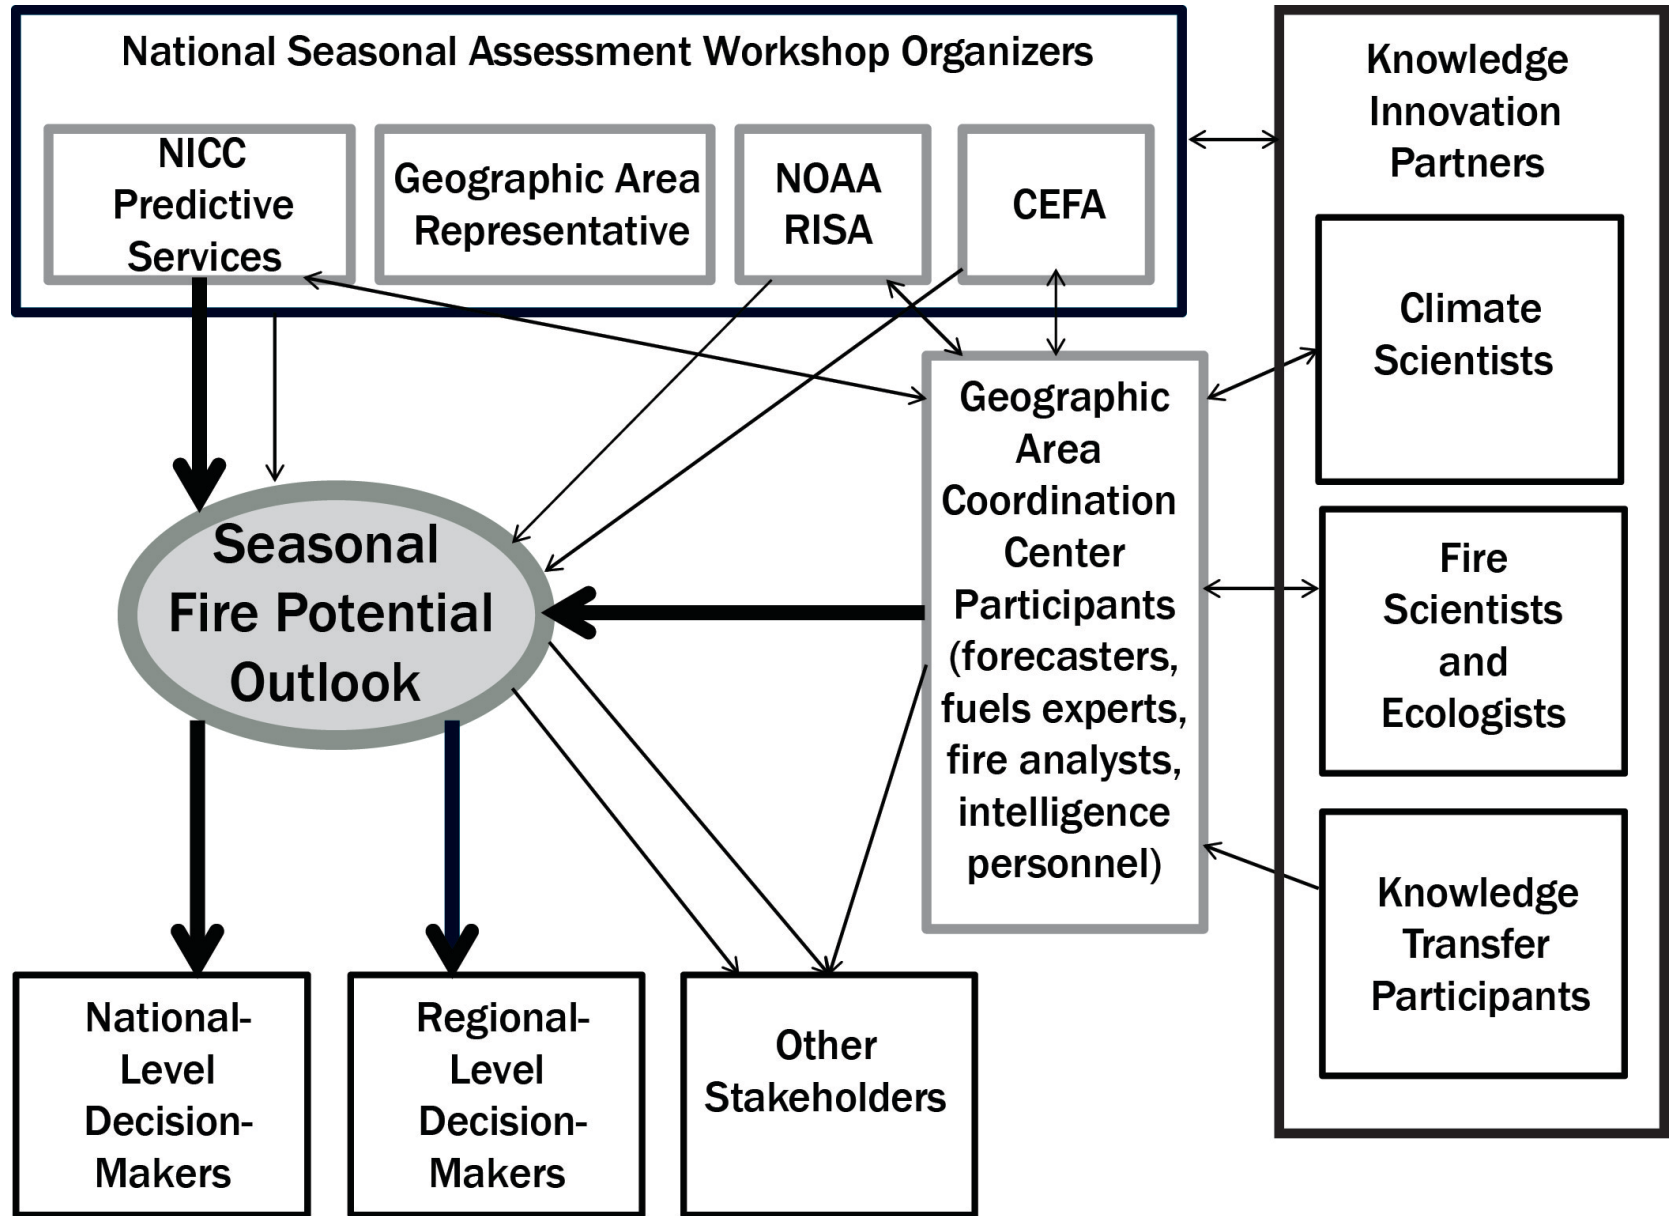 National Seasonal Assessment Workshop Organizers
NICC
Predictive
Services
Geographic Area
Representative
NOAA
RISA
CEFA
Knowledge
Innovation
Partners
Climate
Scientists
Fire
Scientists
and
Ecologists
Knowledge
Transfer
Participants
Geographic
Area
Coordination
Center
Participants
(forecasters,
fuels experts,
fire analysts,
intelligence
personnel)
Seasonal
Fire Potential
Outlook
National-
Level
Decision-
Makers
Regional-
Level
Decision-
Makers
Other
Stakeholders